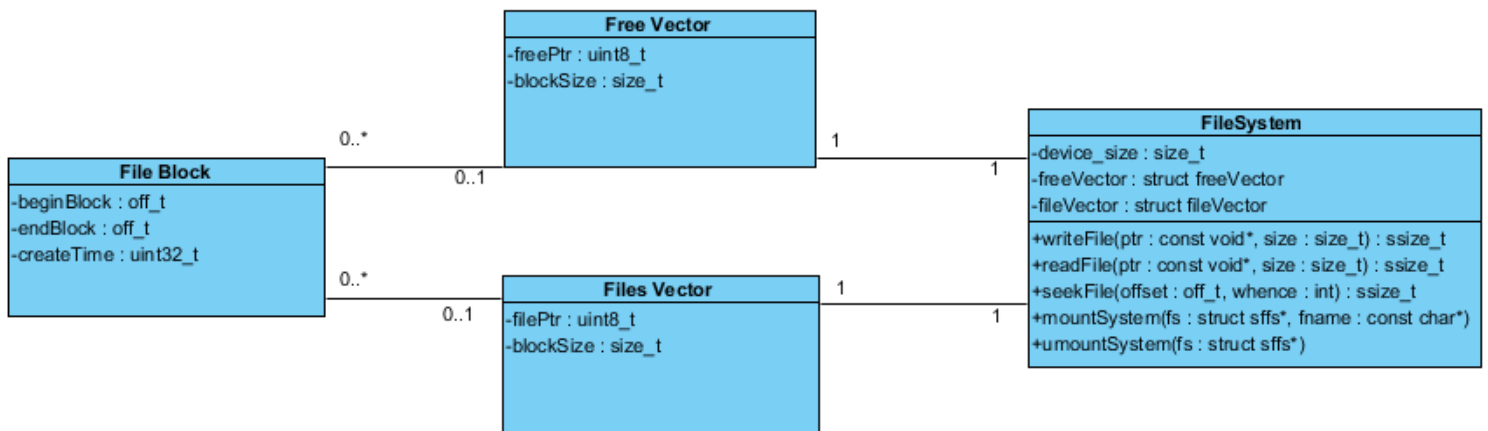 Free Vector
-freePtr : uint8_t
-blockSize : size_t
0..*
0..1
1
1
File Block
-beginBlock : off_t
-endBlock : off_t
-createTime : uint32_t
0..*
0..1
Files Vector
-filePtr : uint8_t
-blockSize : size_t
1
1
FileSystem
-device_size : size_t
-freeVector : struct freeVector
-fileVector : struct fileVector
+writeFile(ptr : const void*, size : size_t) : ssize_t
+readFile(ptr : const void*, size : size_t) : ssize_t
+seekFile(offset : off_t, whence : int) : ssize_t
+mountSystem(fs : struct sffs*, fname : const char*)
+umountSystem(fs : struct sffs*)